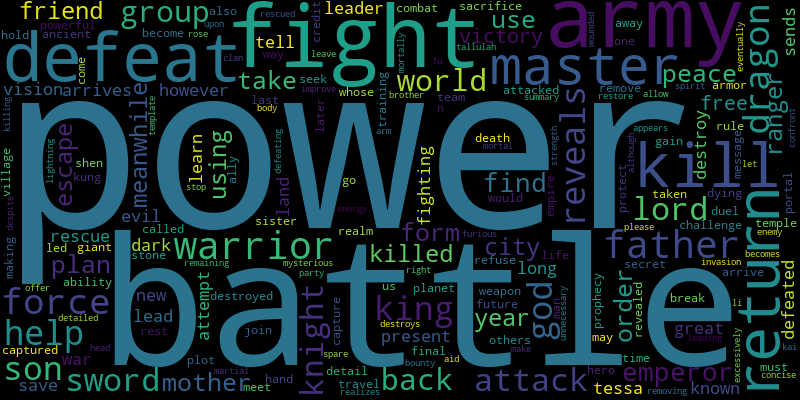 friend
group
powerful
ancient
hold
also
become
rose
upon
clan
fight
rescued
credit
way
tell
leader
whose
combat
mortally
sacrifice
use
victory
tallulah
fu
army
wounded
one
away
leave
eventually
sends
defeat
come
vision
arrives
however
take
last
body
later
seek
improve
training
brother
world
team
n
master
attacked
summary
remove
restore
peace
allow
spirit
free
armor
dragon
ranger
confront
killing
village
lightning
despite
escape
shen
kung
template
meanwhile
learn
stop
using
ally
defeating
land
go
arm
fighting
death
mortal
strength
appears
although
reveals
kill
protect
gain
destroy
rule
message
let
power
find
would
empire
taken
dying
portal
lord
duel
temple
enemy
evil
called
sister
realm
energy
furious
life
father
please
challenge
becomes
making
led
giant
rescue
dark
stone
warrior
mysterious
killed
form
city
refuse
long
man
secret
invasion
arrive
plan
ability
remaining
party
right
us
planet
weapon
god
unnecessary
prophecy
order
revealed
break
li
defeated
force
offer
detailed
new
lead
rest
attempt
destroyed
join
knight
capture
destroys
king
future
year
others
make
present
final
aid
may
time
great
leading
excessively
return
kai
help
captured
war
head
plot
martial
spare
battle
hero
emperor
must
concise
son
save
sword
mother
meet
hand
detail
travel
realizes
bounty
back
attack
tessa
removing
known